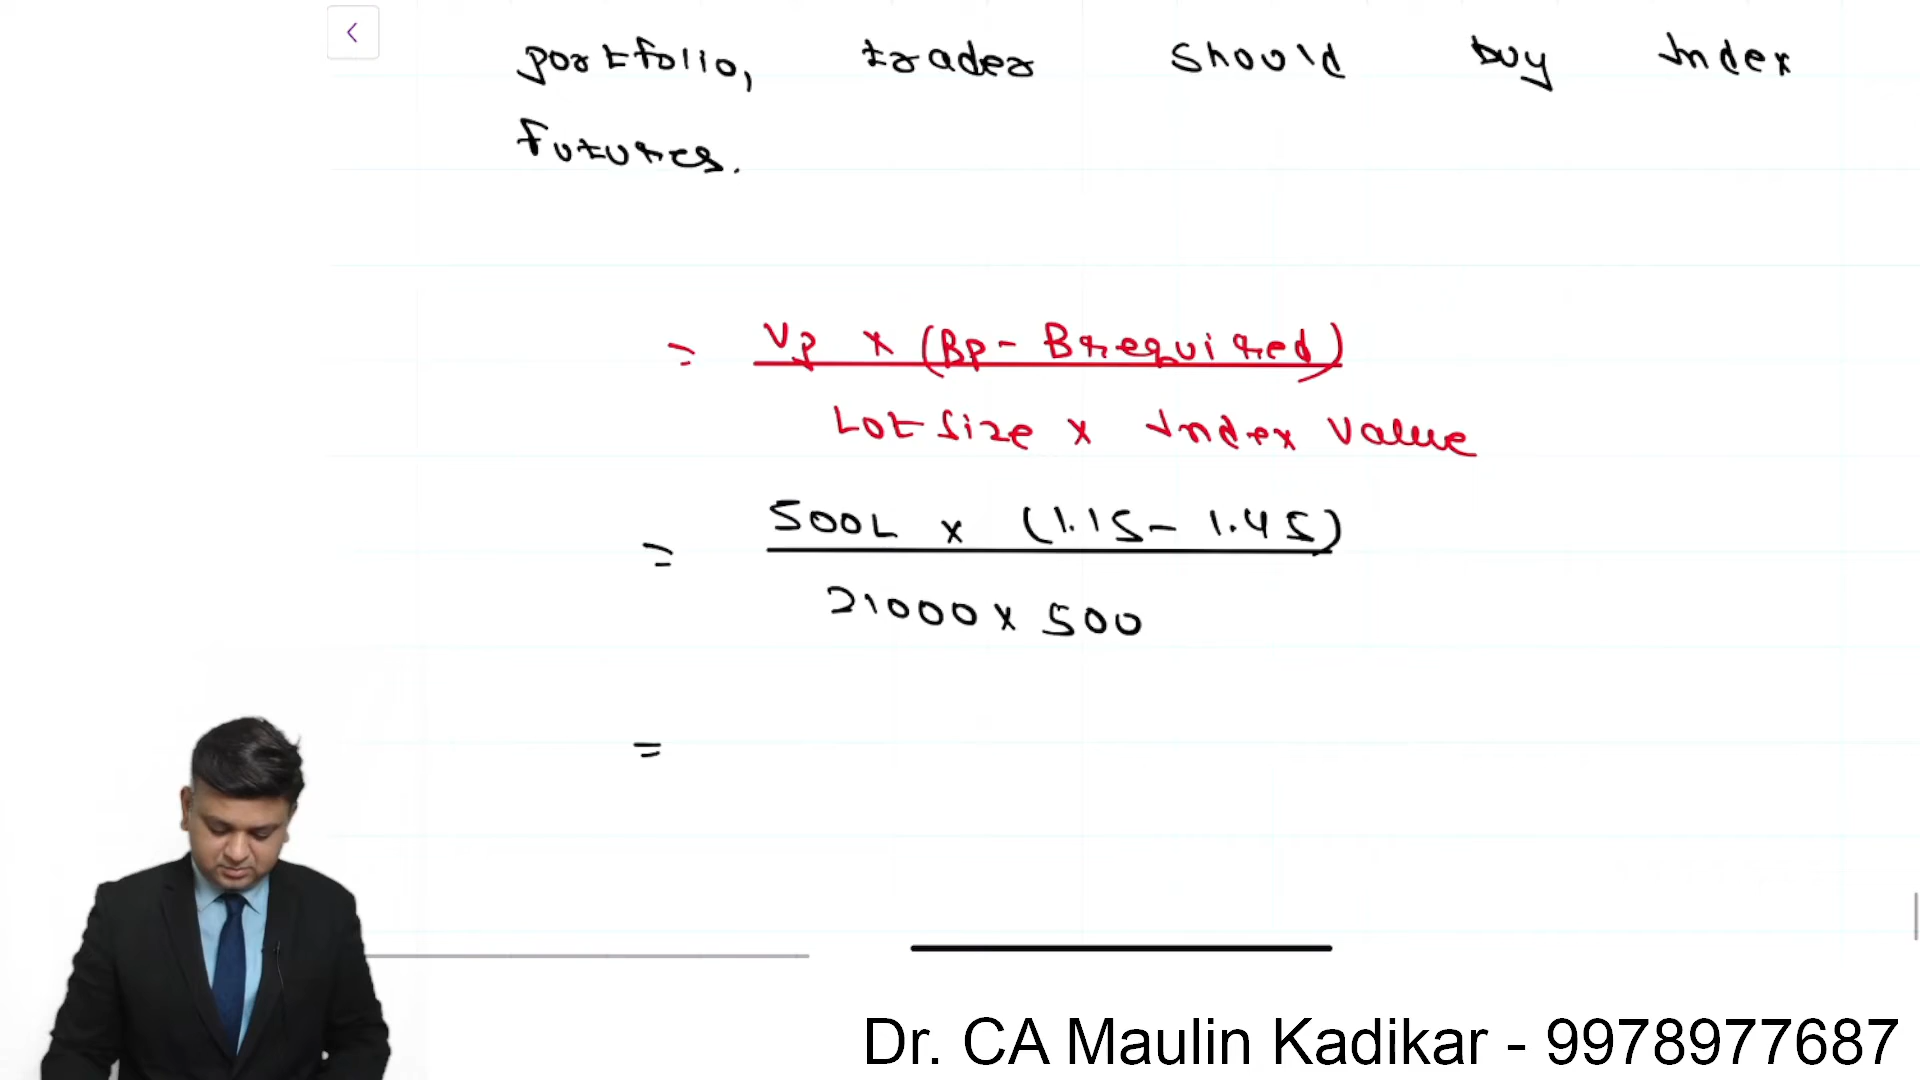 portfolio, trader should buy Index
futures.
= Vp x (Bp - Brequired)
Lot size x Index Value
= 500L x (1.15 - 1.45)
21000 x 500
=
Dr. CA Maulin Kadikar - 9978977687